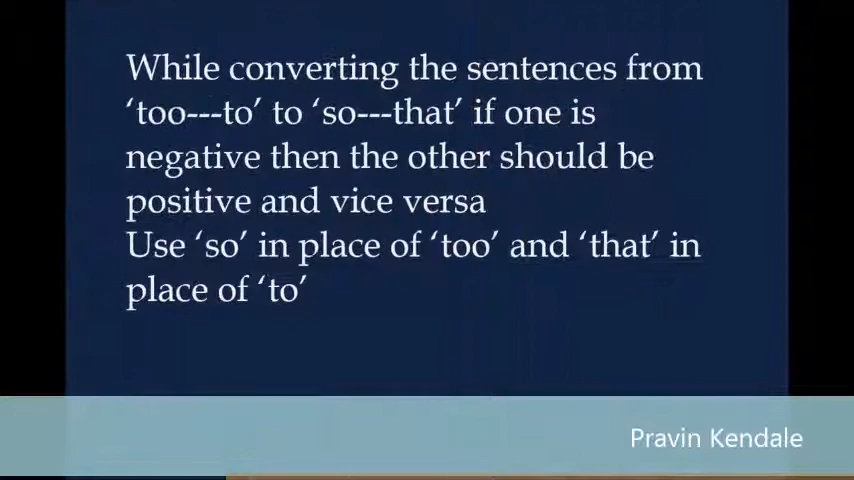 While converting the sentences from
‘too---to’ to ‘so---that’ if one is
negative then the other should be
positive and vice versa
Use ‘so’ in place of ‘too’ and ‘that’ in
place of ‘to’
Pravin Kendale